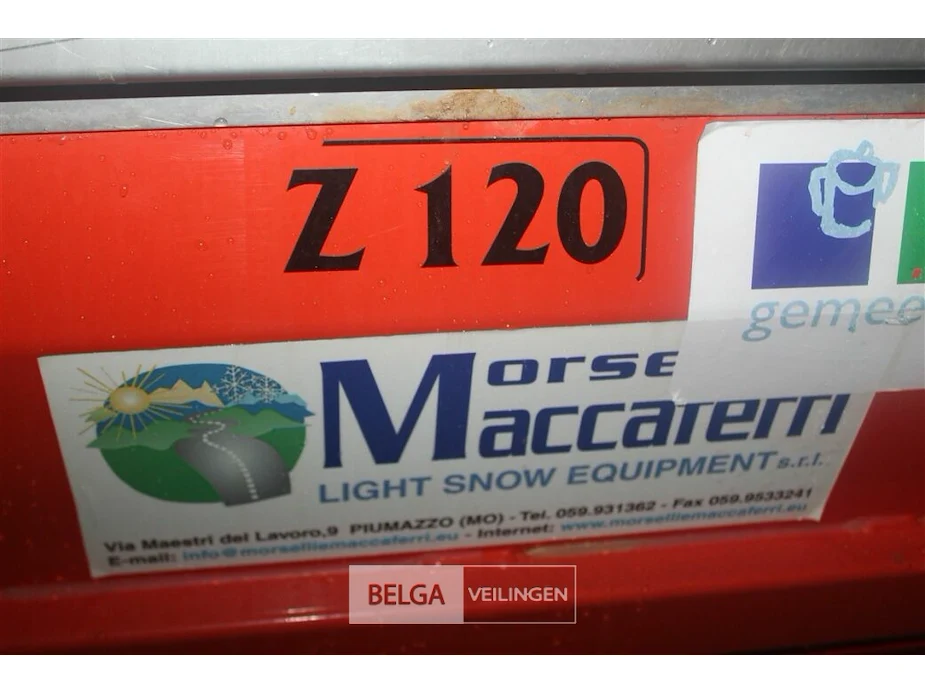 Z 120
gemee
Morse
Maccaferri
LIGHT SNOW EQUIPMENT s.r.l.
Via Maestri del Lavoro,9 PIUMAZZO (MO) - Tel. 059.931362 - Fax 059.9533241
E-mail: info@morselliemaccaferri.eu - Internet: www.morselliemaccaferri.eu
BELGA VEILINGEN